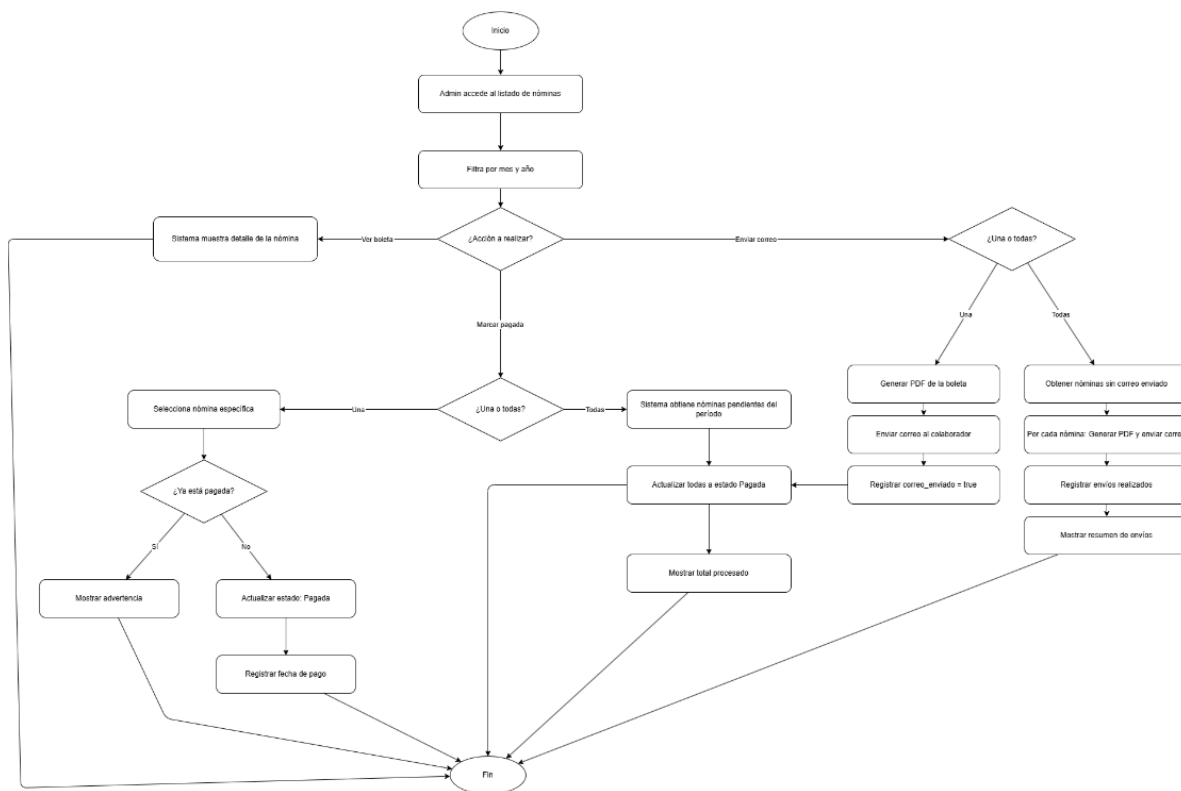 Inicio
Admin accede al listado de nóminas
Filtra por mes y año
Sistema muestra detalle de la nómina
Ver boleta
¿Acción a realizar?
Enviar correo
¿Una o todas?
Marcar pagada
Una
Todas
Selecciona nómina específica
Una
¿Una o todas?
Todas
Sistema obtiene nóminas pendientes del
período
Generar PDF de la boleta
Obtener nóminas sin correo enviado
Enviar correo al colaborador
Por cada nómina: Generar PDF y enviar correo
¿Ya está pagada?
Actualizar todas a estado Pagada
Registrar correo_enviado = true
Registrar envíos realizados
Sí
No
Mostrar resumen de envíos
Mostrar advertencia
Actualizar estado: Pagada
Mostrar total procesado
Registrar fecha de pago
Fin